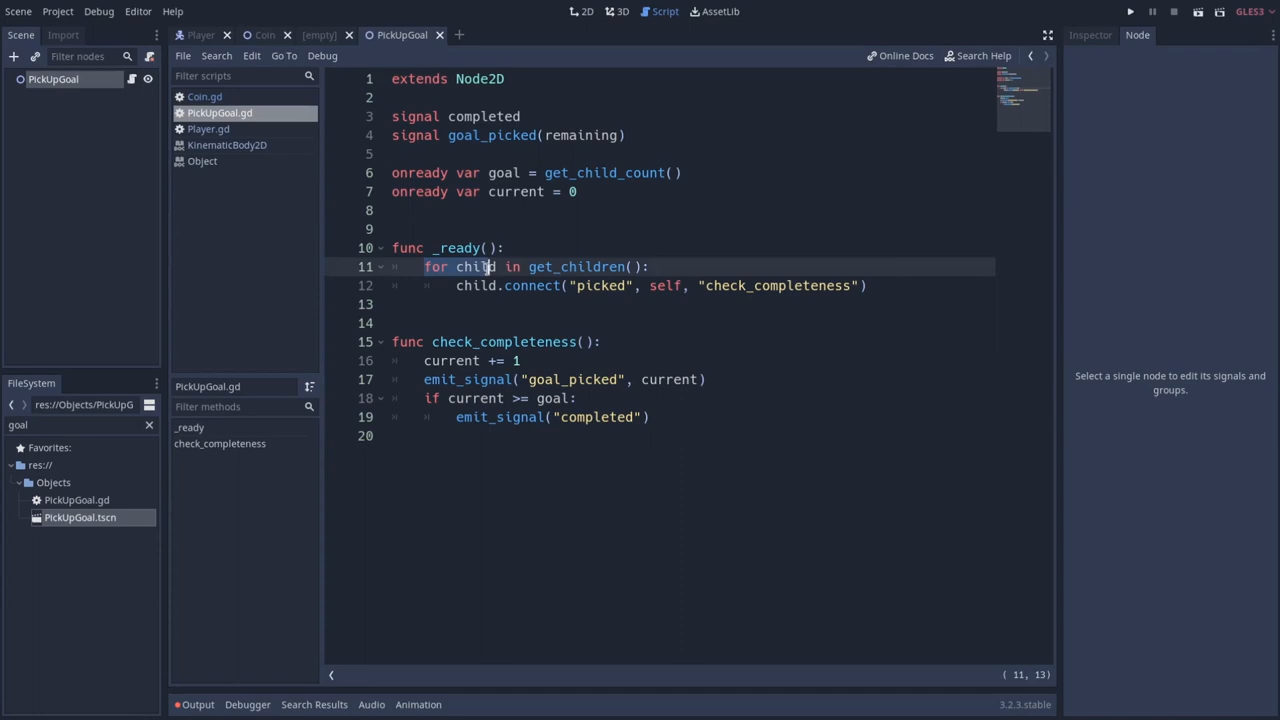 Scene Project Debug Editor Help
2D 3D Script AssetLib
GLES3
Scene Import
Filter nodes
PickUpGoal
FileSystem
res://Objects/PickUpG
goal
Favorites:
res://
Objects
PickUpGoal.gd
PickUpGoal.tscn
Player Coin [empty] PickUpGoal
File Search Edit Go To Debug
Online Docs Search Help
Filter scripts
Coin.gd
PickUpGoal.gd
Player.gd
KinematicBody2D
Object
PickUpGoal.gd
Filter methods
_ready
check_completeness
1 extends Node2D
2
3 signal completed
4 signal goal_picked(remaining)
5
6 onready var goal = get_child_count()
7 onready var current = 0
8
9
10 func _ready():
11 for child in get_children():
12 child.connect("picked", self, "check_completeness")
13
14
15 func check_completeness():
16 current += 1
17 emit_signal("goal_picked", current)
18 if current >= goal:
19 emit_signal("completed")
20
( 11, 13)
Output Debugger Search Results Audio Animation
3.2.3.stable
Inspector Node
Select a single node to edit its signals and
groups.